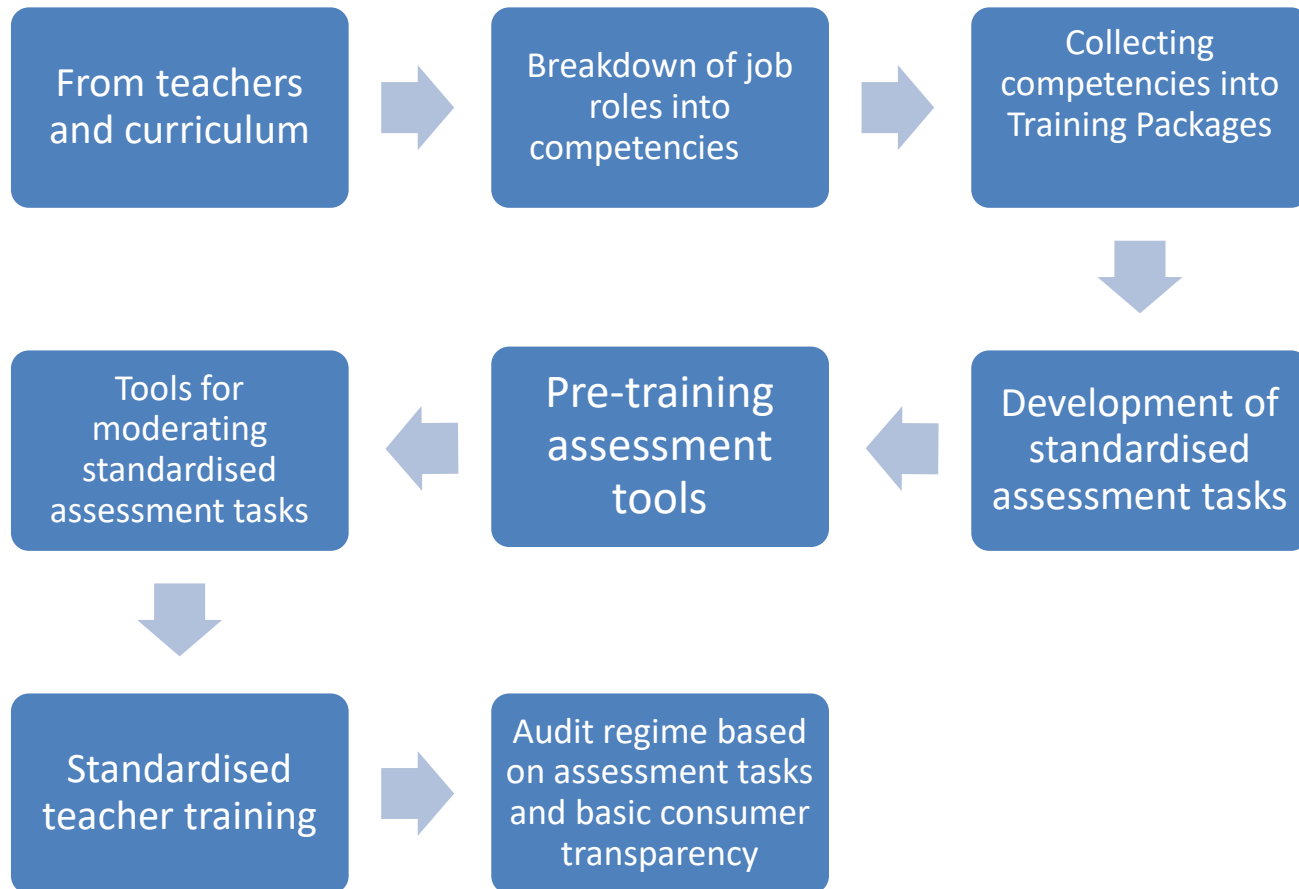 From teachers
and curriculum
Breakdown of job
roles into
competencies
Collecting
competencies into
Training Packages
Development of
standardised
assessment tasks
Pre-training
assessment
tools
Tools for
moderating
standardised
assessment tasks
Standardised
teacher training
Audit regime based
on assessment tasks
and basic consumer
transparency